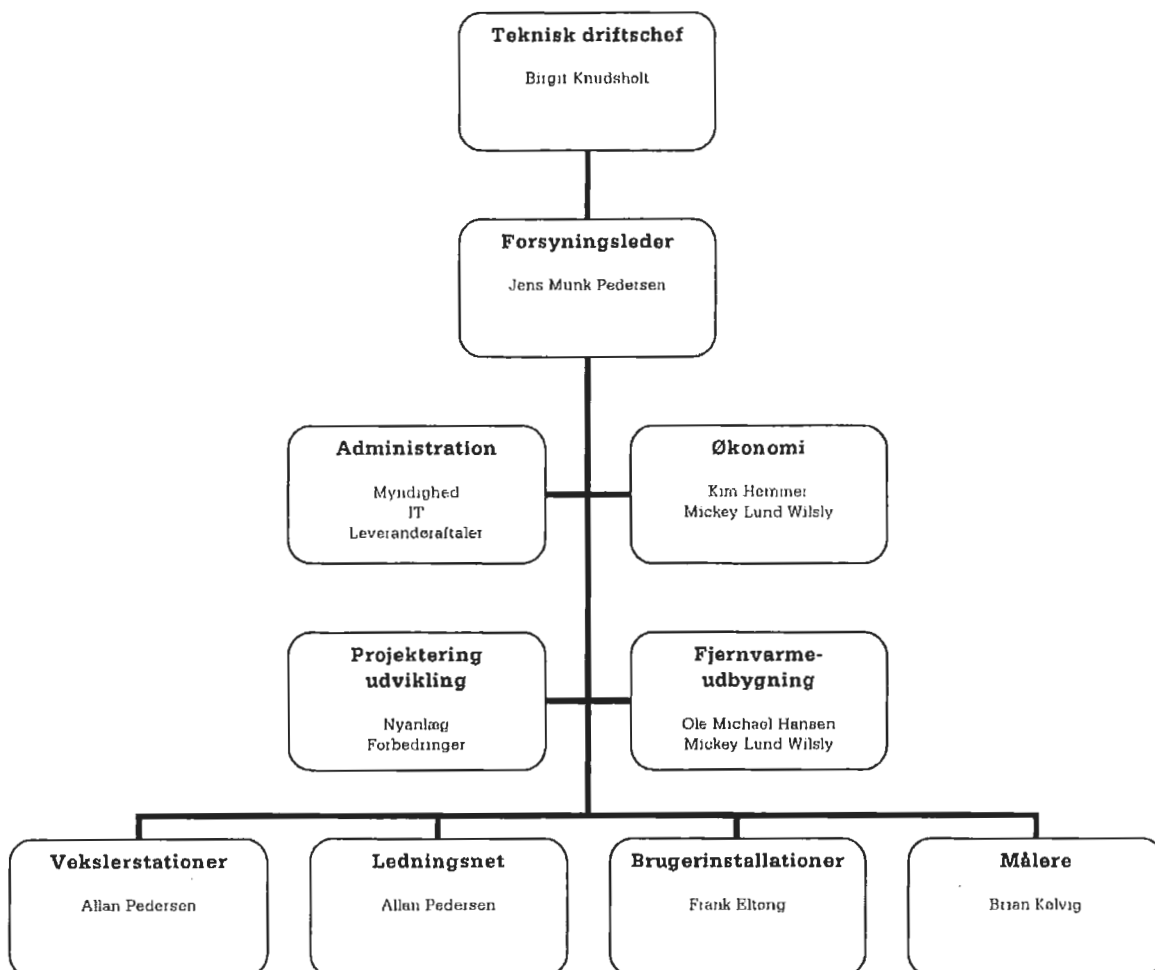 Teknisk driftschef
Birgit Knudsholt
Forsyningsleder
Jens Munk Pedersen
Administration
Myndighed
IT
Leverandøraftaler
Økonomi
Kim Hemmer
Mickey Lund Wilsly
Projektering
udvikling
Nyanlæg
Forbedringer
Fjernvarme-
udbygning
Ole Michael Hansen
Mickey Lund Wilsly
Vekslerstationer
Allan Pedersen
Ledningsnet
Allan Pedersen
Brugerinstallationer
Frank Eltong
Målere
Brian Kølvig